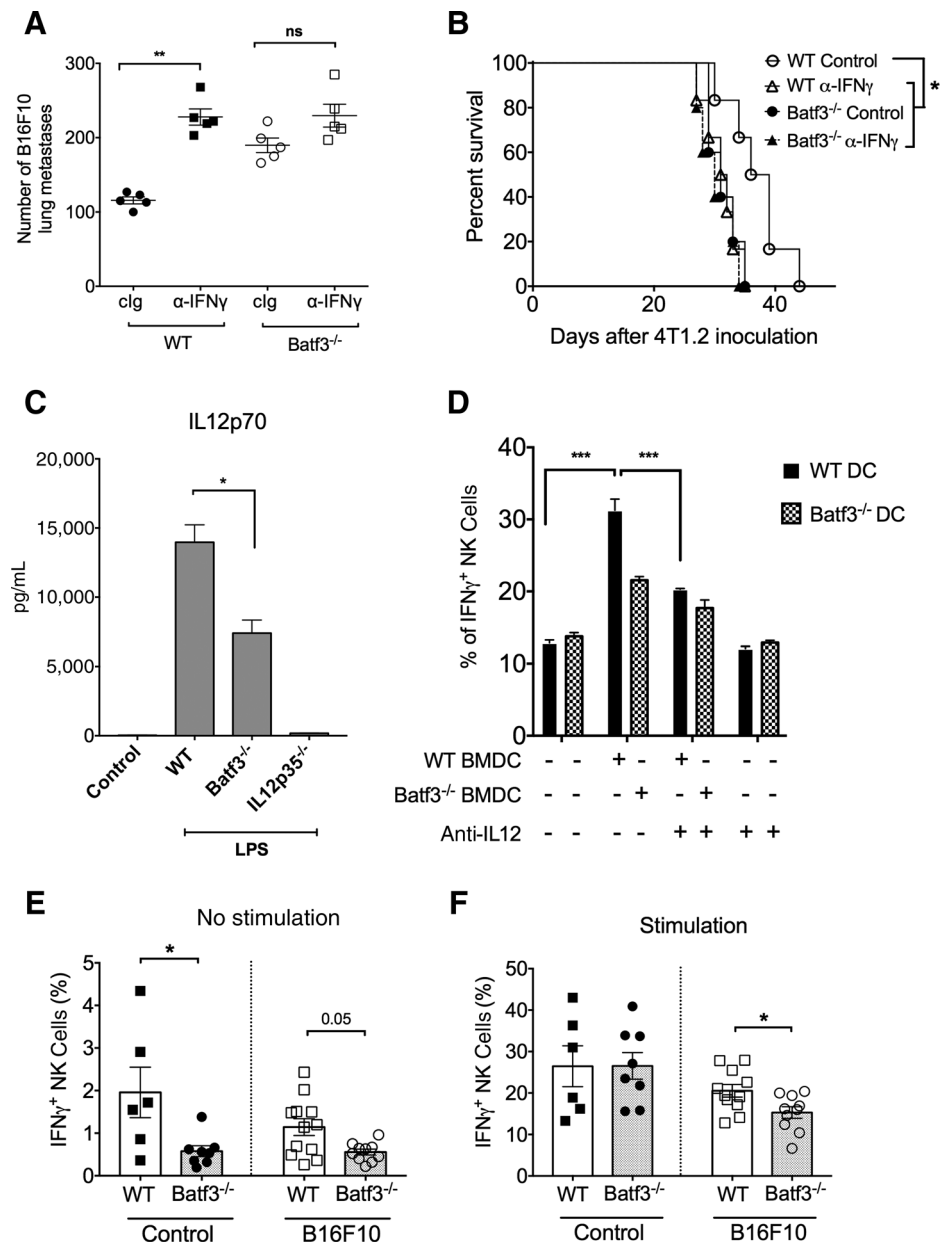 A
**
ns
300
200
100
0
Number of B16F10
lung metastases
cIg
α-IFNγ
cIg
α-IFNγ
WT
Batf3-/-
B
100
80
60
40
20
0
Percent survival
0
20
40
Days after 4T1.2 inoculation
WT Control
WT α-IFNγ
Batf3-/- Control
Batf3-/- α-IFNγ
*
C
IL12p70
20,000
15,000
10,000
5,000
0
pg/mL
*
Control
WT
Batf3-/-
IL12p35-/-
LPS
D
40
30
20
10
0
% of IFNγ+ NK Cells
***
***
WT DC
Batf3-/- DC
WT BMDC - - + - + - - -
Batf3-/- BMDC - - - + - + - -
Anti-IL12 - - - - + + + +
E
No stimulation
5
4
3
2
1
0
IFNγ+ NK Cells (%)
*
0.05
WT
Batf3-/-
WT
Batf3-/-
Control
B16F10
F
Stimulation
50
40
30
20
10
0
IFNγ+ NK Cells (%)
*
WT
Batf3-/-
WT
Batf3-/-
Control
B16F10